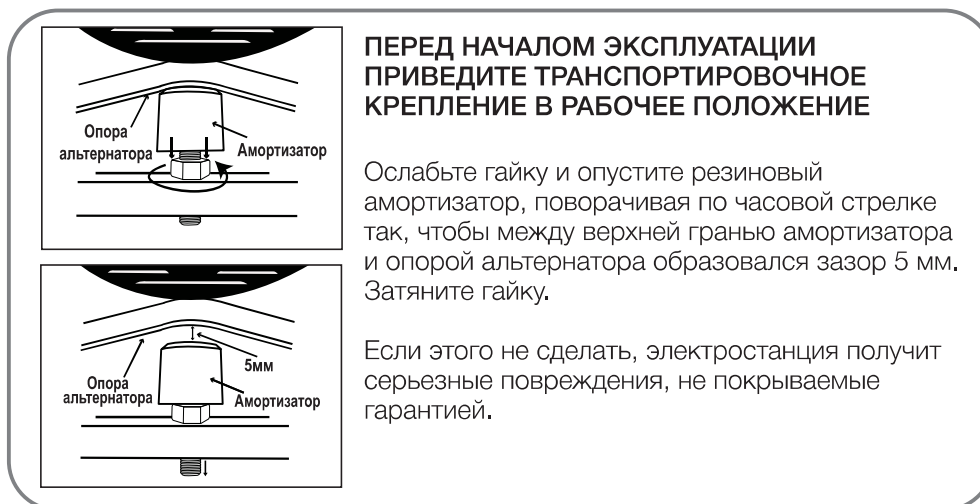 ПЕРЕД НАЧАЛОМ ЭКСПЛУАТАЦИИ
ПРИВЕДИТЕ ТРАНСПОРТИРОВОЧНОЕ
КРЕПЛЕНИЕ В РАБОЧЕЕ ПОЛОЖЕНИЕ
Опора
альтернатора
Амортизатор
Ослабьте гайку и опустите резиновый
амортизатор, поворачивая по часовой стрелке
так, чтобы между верхней гранью амортизатора
и опорой альтернатора образовался зазор 5 мм.
Затяните гайку.
5мм
Опора
альтернатора
Амортизатор
Если этого не сделать, электростанция получит
серьезные повреждения, не покрываемые
гарантией.